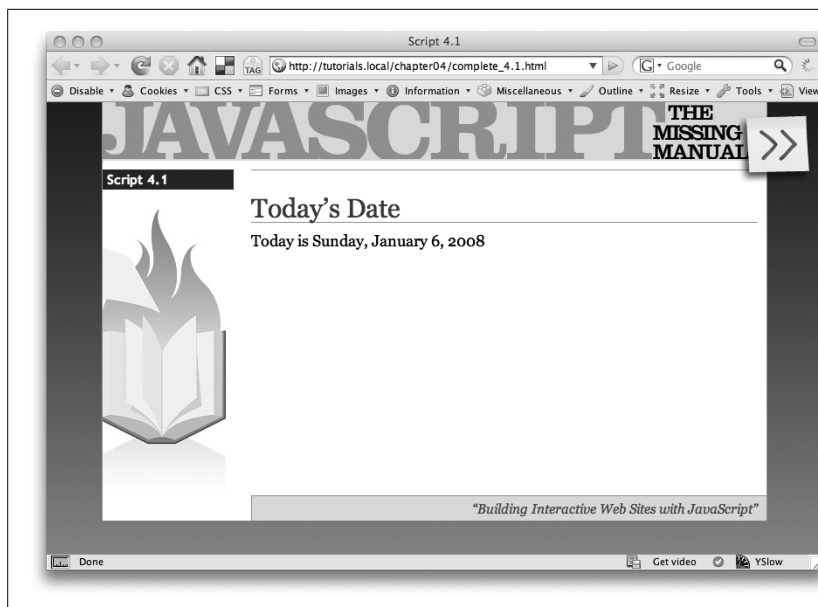 Script 4.1
TAG http://tutorials.local/chapter04/complete_4.1.html G Google
Disable Cookies CSS Forms Images Information Miscellaneous Outline Resize Tools View
JAVASCRIPT
THE
MISSING
MANUAL
Script 4.1
Today’s Date
Today is Sunday, January 6, 2008
“Building Interactive Web Sites with JavaScript”
Done Get video YSlow